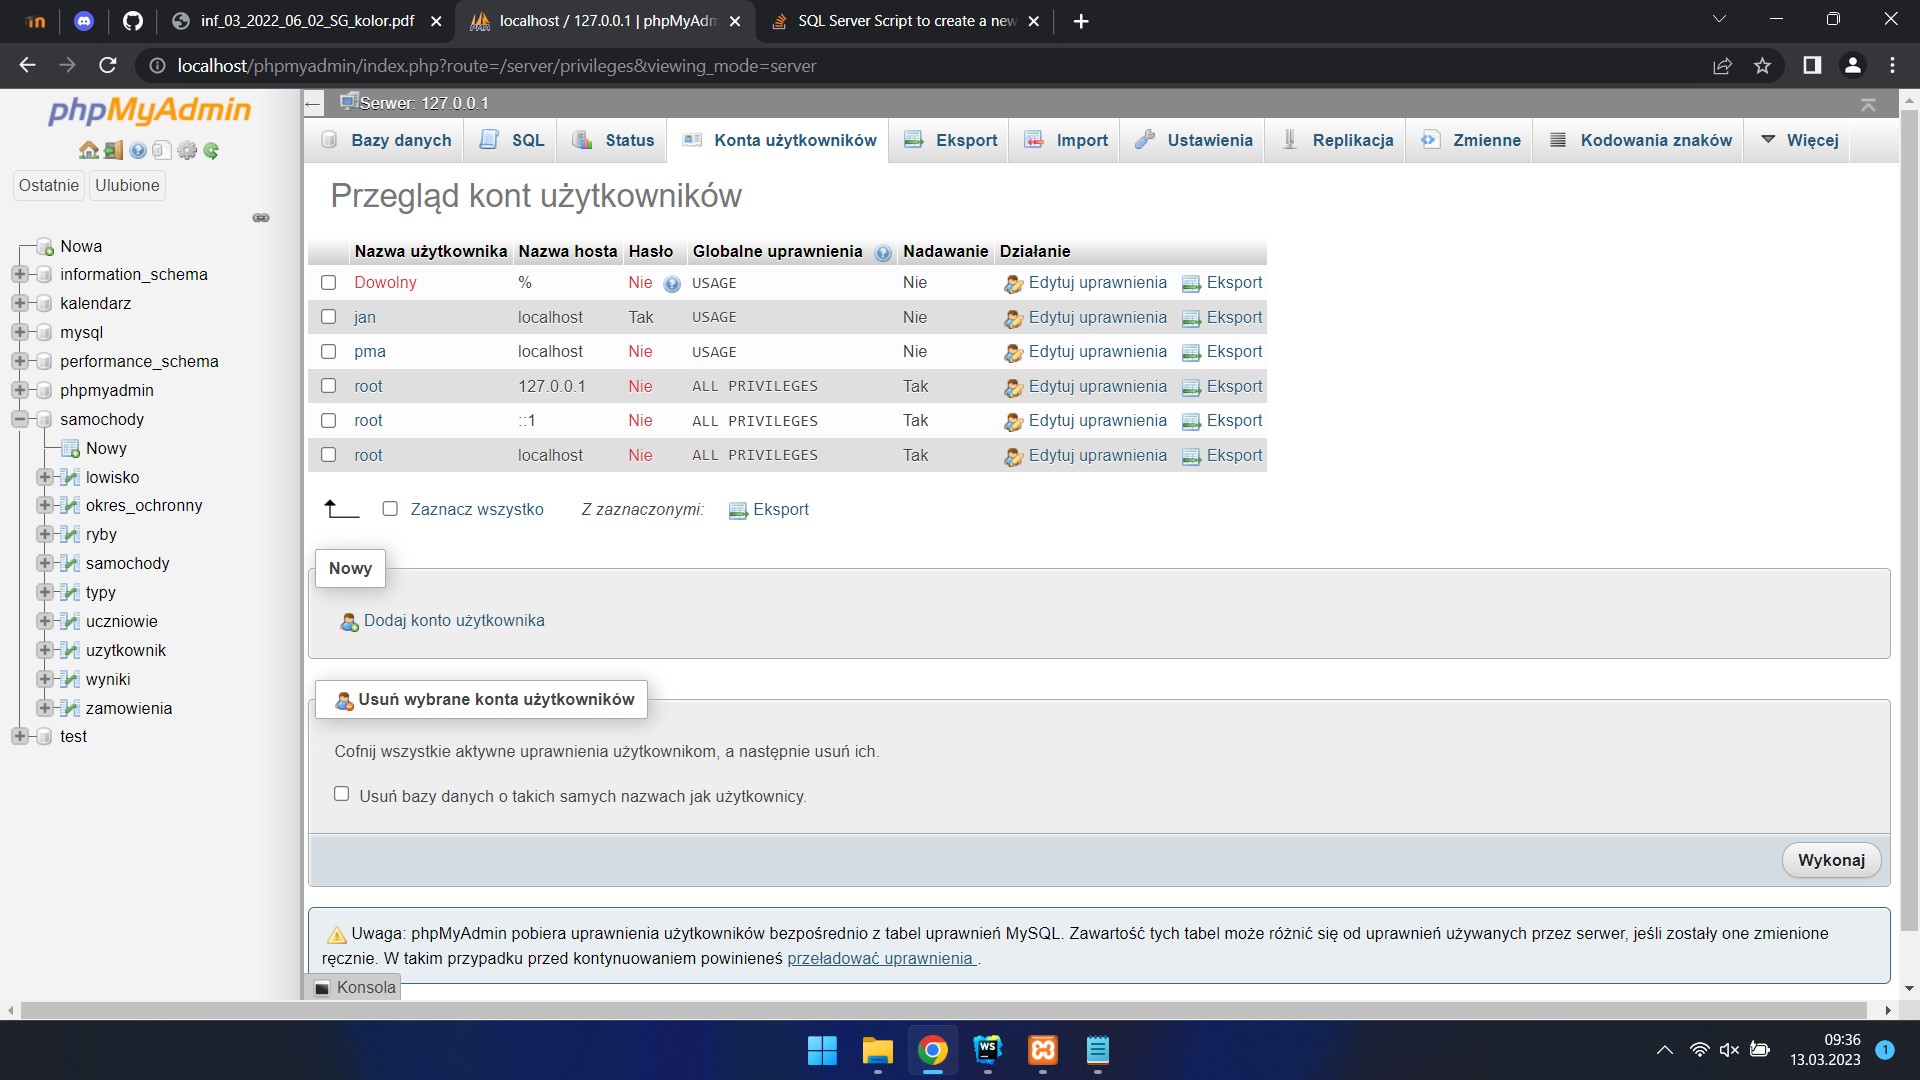 inf_03_2022_06_02_SG_kolor.pdf
localhost / 127.0.0.1 | phpMyAdm
SQL Server Script to create a new
localhost/phpmyadmin/index.php?route=/server/privileges&viewing_mode=server
phpMyAdmin
Ostatnie Ulubione
Nowa
information_schema
kalendarz
mysql
performance_schema
phpmyadmin
samochody
Nowy
lowisko
okres_ochronny
ryby
samochody
typy
uczniowie
uzytkownik
wyniki
zamowienia
test
Serwer: 127.0.0.1
Bazy danych SQL Status Konta użytkowników Eksport Import Ustawienia Replikacja Zmienne Kodowania znaków Więcej
Przegląd kont użytkowników
Nazwa użytkownika Nazwa hosta Hasło Globalne uprawnienia Nadawanie Działanie
Dowolny % Nie USAGE Nie Edytuj uprawnienia Eksport
jan localhost Tak USAGE Nie Edytuj uprawnienia Eksport
pma localhost Nie USAGE Nie Edytuj uprawnienia Eksport
root 127.0.0.1 Nie ALL PRIVILEGES Tak Edytuj uprawnienia Eksport
root ::1 Nie ALL PRIVILEGES Tak Edytuj uprawnienia Eksport
root localhost Nie ALL PRIVILEGES Tak Edytuj uprawnienia Eksport
Zaznacz wszystko Z zaznaczonymi: Eksport
Nowy
Dodaj konto użytkownika
Usuń wybrane konta użytkowników
Cofnij wszystkie aktywne uprawnienia użytkownikom, a następnie usuń ich.
Usuń bazy danych o takich samych nazwach jak użytkownicy.
Wykonaj
Uwaga: phpMyAdmin pobiera uprawnienia użytkowników bezpośrednio z tabel uprawnień MySQL. Zawartość tych tabel może różnić się od uprawnień używanych przez serwer, jeśli zostały one zmienione
ręcznie. W takim przypadku przed kontynuowaniem powinieneś przeładować uprawnienia .
Konsola
WS
09:36
13.03.2023
1